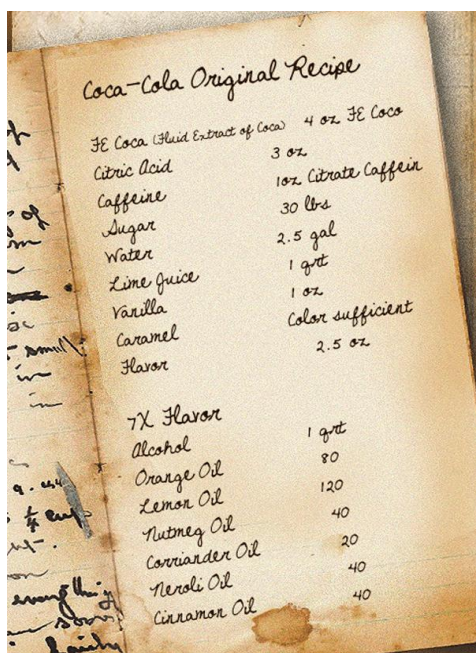 Coca-Cola Original Recipe
FE Coca (Fluid Extract of Coca) 4 oz FE Coco
Citric Acid 3 oz
Caffeine 1oz Citrate Caffein
Sugar 30 lbs
Water 2.5 gal
Lime Juice 1 qrt
Vanilla 1 oz
Caramel Color sufficient
Flavor 2.5 oz
7X Flavor
Alcohol 1 qrt
Orange Oil 80
Lemon Oil 120
Nutmeg Oil 40
Corriander Oil 20
Neroli Oil 40
Cinnamon Oil 40